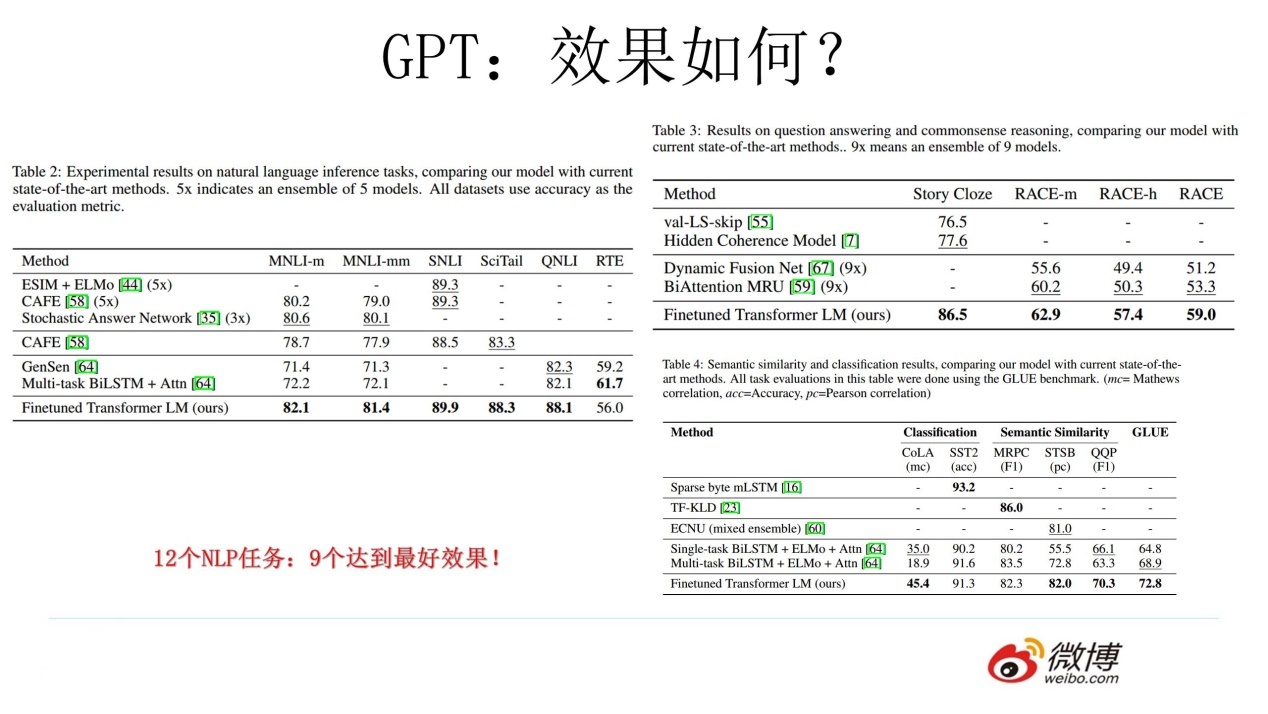 GPT：效果如何？
Table 2: Experimental results on natural language inference tasks, comparing our model with current
state-of-the-art methods. 5x indicates an ensemble of 5 models. All datasets use accuracy as the
evaluation metric.
Method MNLI-m MNLI-mm SNLI SciTail QNLI RTE
ESIM + ELMo [44] (5x) - - 89.3 - - -
CAFE [58] (5x) 80.2 79.0 89.3 - - -
Stochastic Answer Network [35] (3x) 80.6 80.1 - - - -
CAFE [58] 78.7 77.9 88.5 83.3
GenSen [64] 71.4 71.3 - - 82.3 59.2
Multi-task BiLSTM + Attn [64] 72.2 72.1 - - 82.1 61.7
Finetuned Transformer LM (ours) 82.1 81.4 89.9 88.3 88.1 56.0
12个NLP任务：9个达到最好效果！
Table 3: Results on question answering and commonsense reasoning, comparing our model with
current state-of-the-art methods.. 9x means an ensemble of 9 models.
Method Story Cloze RACE-m RACE-h RACE
val-LS-skip [55] 76.5 - - -
Hidden Coherence Model [7] 77.6 - - -
Dynamic Fusion Net [67] (9x) - 55.6 49.4 51.2
BiAttention MRU [59] (9x) - 60.2 50.3 53.3
Finetuned Transformer LM (ours) 86.5 62.9 57.4 59.0
Table 4: Semantic similarity and classification results, comparing our model with current state-of-the-
art methods. All task evaluations in this table were done using the GLUE benchmark. (mc= Mathews
correlation, acc=Accuracy, pc=Pearson correlation)
Method Classification Semantic Similarity GLUE
CoLA SST2 MRPC STSB QQP
(mc) (acc) (F1) (pc) (F1)
Sparse byte mLSTM [16] - 93.2 - - - -
TF-KLD [23] - - 86.0 - - -
ECNU (mixed ensemble) [60] - - - 81.0 - -
Single-task BiLSTM + ELMo + Attn [64] 35.0 90.2 80.2 55.5 66.1 64.8
Multi-task BiLSTM + ELMo + Attn [64] 18.9 91.6 83.5 72.8 63.3 68.9
Finetuned Transformer LM (ours) 45.4 91.3 82.3 82.0 70.3 72.8
微博
weibo.com